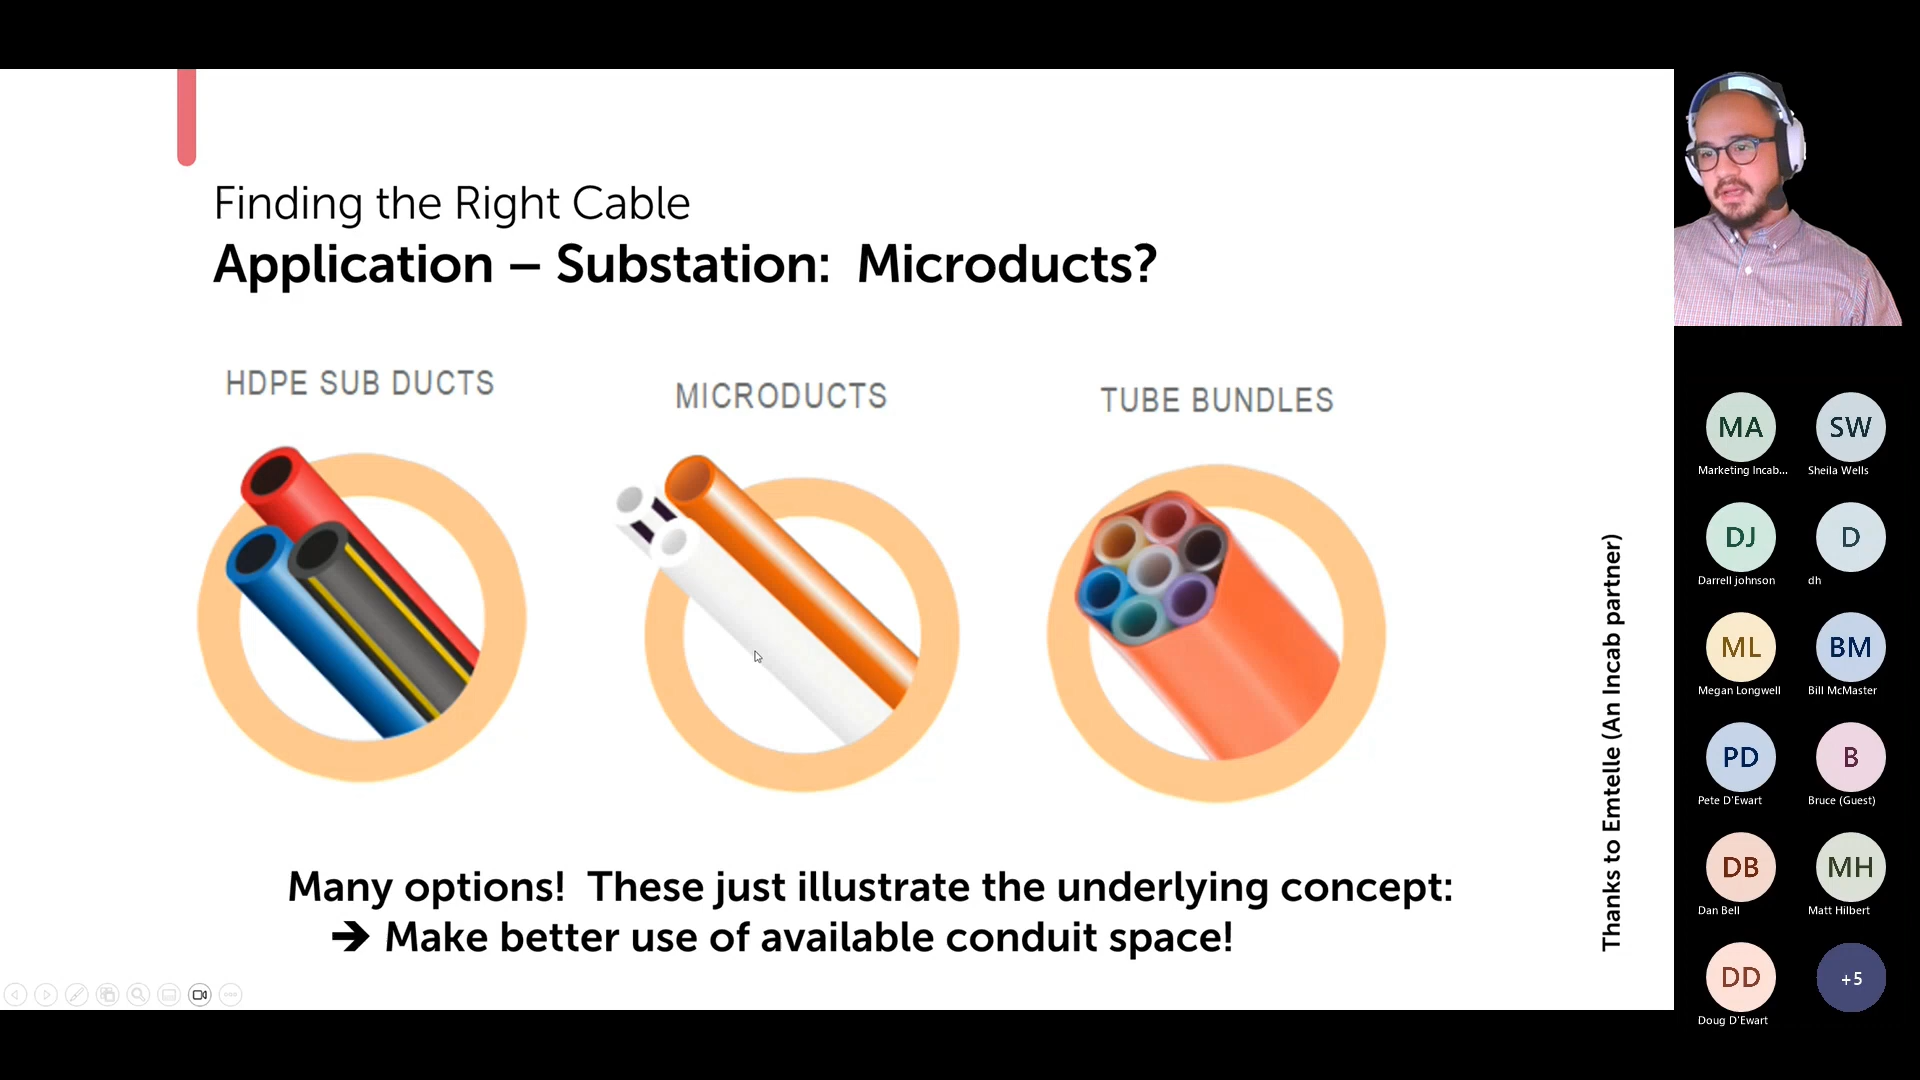 Finding the Right Cable
Application – Substation:  Microducts?
HDPE SUB DUCTS
MICRODUCTS
TUBE BUNDLES
Many options!  These just illustrate the underlying concept:
➔ Make better use of available conduit space!
Thanks to Emtelle (An Incab partner)
MA
Marketing Incab...
SW
Sheila Wells
DJ
Darrell johnson
D
dh
ML
Megan Longwell
BM
Bill McMaster
PD
Pete D'Ewart
B
Bruce (Guest)
DB
Dan Bell
MH
Matt Hilbert
DD
Doug D'Ewart
+5